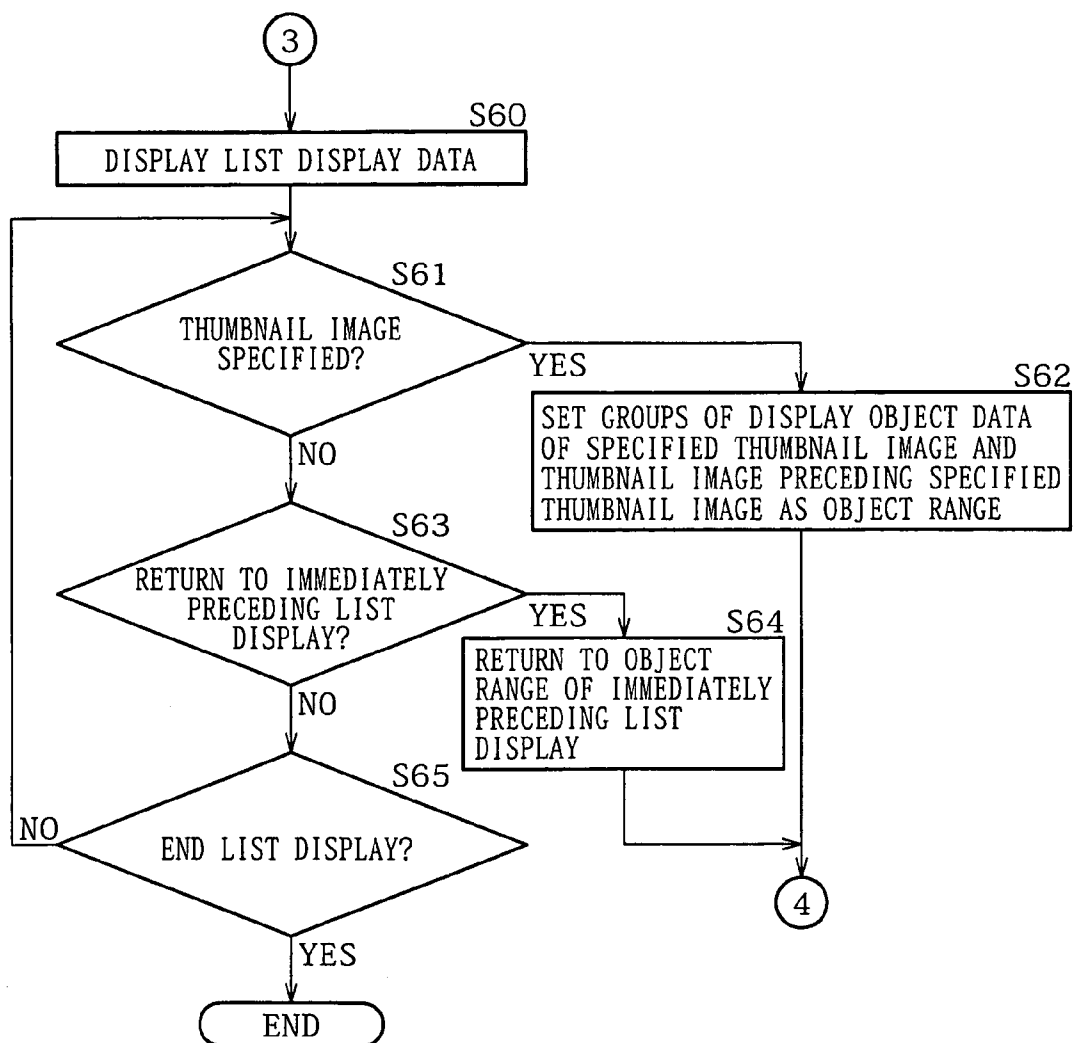 3
S60
DISPLAY LIST DISPLAY DATA
S61
THUMBNAIL IMAGE
SPECIFIED?
YES
NO
S62
SET GROUPS OF DISPLAY OBJECT DATA
OF SPECIFIED THUMBNAIL IMAGE AND
THUMBNAIL IMAGE PRECEDING SPECIFIED
THUMBNAIL IMAGE AS OBJECT RANGE
S63
RETURN TO IMMEDIATELY
PRECEDING LIST
DISPLAY?
YES
NO
S64
RETURN TO OBJECT
RANGE OF IMMEDIATELY
PRECEDING LIST
DISPLAY
S65
END LIST DISPLAY?
NO
YES
4
END